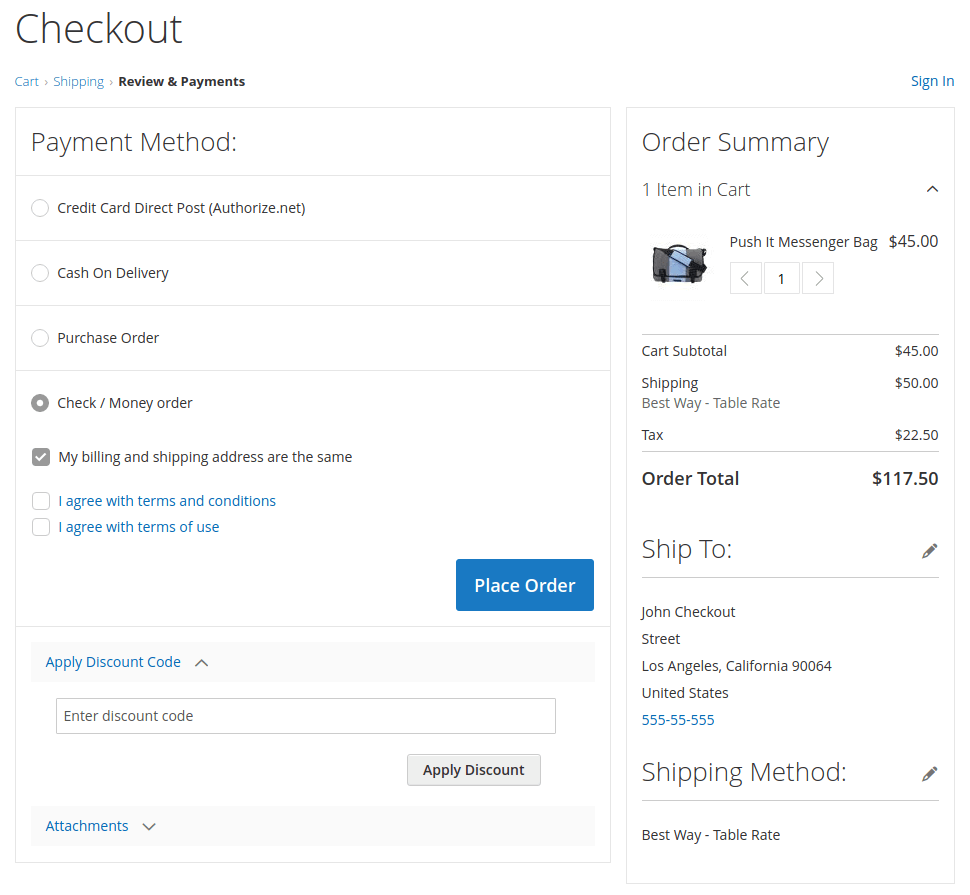 Checkout
Cart › Shipping › Review & Payments
Sign In
Payment Method:
Credit Card Direct Post (Authorize.net)
Cash On Delivery
Purchase Order
Check / Money order
My billing and shipping address are the same
I agree with terms and conditions
I agree with terms of use
Place Order
Apply Discount Code
Enter discount code
Apply Discount
Attachments
Order Summary
1 Item in Cart
Push It Messenger Bag $45.00
1
Cart Subtotal $45.00
Shipping $50.00
Best Way - Table Rate
Tax $22.50
Order Total $117.50
Ship To:
John Checkout
Street
Los Angeles, California 90064
United States
555-55-555
Shipping Method:
Best Way - Table Rate